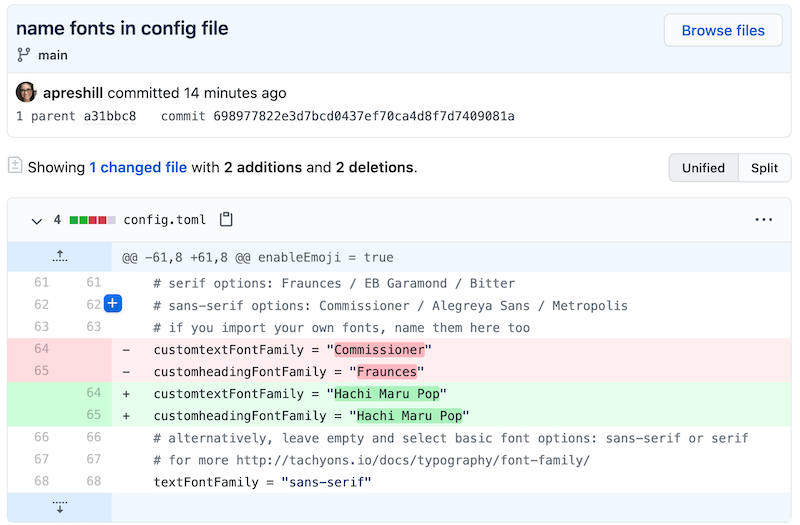 name fonts in config file
Browse files
main
apreshill committed 14 minutes ago
1 parent a31bbc8 commit 698977822e3d7bcd0437ef70ca4d8f7d7409081a
Showing 1 changed file with 2 additions and 2 deletions.
Unified Split
4 config.toml
@@ -61,8 +61,8 @@ enableEmoji = true
61 61 # serif options: Fraunces / EB Garamond / Bitter
62 62 + # sans-serif options: Commissioner / Alegreya Sans / Metropolis
63 63 # if you import your own fonts, name them here too
64 - customtextFontFamily = "Commissioner"
65 - customheadingFontFamily = "Fraunces"
64 + customtextFontFamily = "Hachi Maru Pop"
65 + customheadingFontFamily = "Hachi Maru Pop"
66 66 # alternatively, leave empty and select basic font options: sans-serif or serif
67 67 # for more http://tachyons.io/docs/typography/font-family/
68 68 textFontFamily = "sans-serif"